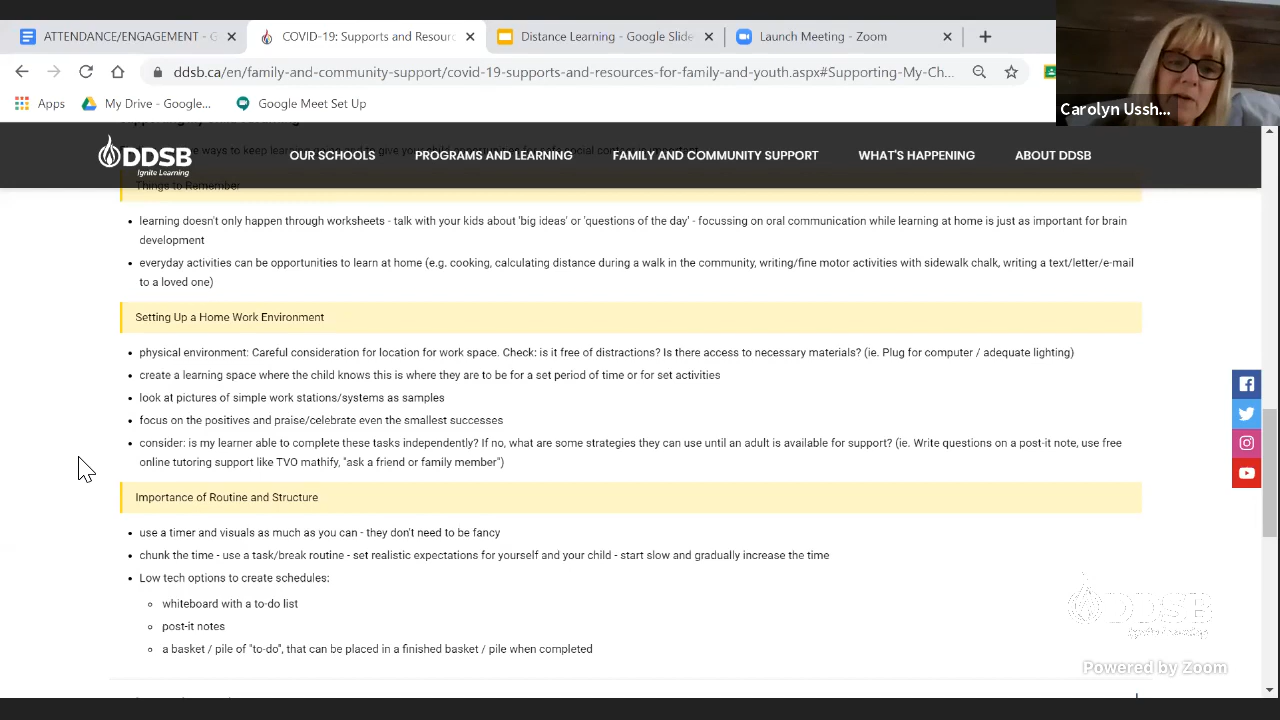 ATTENDANCE/ENGAGEMENT - G
COVID-19: Supports and Resourc
Distance Learning - Google Slide
Launch Meeting - Zoom
ddsb.ca/en/family-and-community-support/covid-19-supports-and-resources-for-family-and-youth.aspx#Supporting-My-Ch...
Apps
My Drive - Google...
Google Meet Set Up
Carolyn Ussh...
DDSB
Ignite Learning
OUR SCHOOLS
PROGRAMS AND LEARNING
FAMILY AND COMMUNITY SUPPORT
WHAT'S HAPPENING
ABOUT DDSB
Things to Remember
• learning doesn't only happen through worksheets - talk with your kids about 'big ideas' or 'questions of the day' - focussing on oral communication while learning at home is just as important for brain
development
• everyday activities can be opportunities to learn at home (e.g. cooking, calculating distance during a walk in the community, writing/fine motor activities with sidewalk chalk, writing a text/letter/e-mail
to a loved one)
Setting Up a Home Work Environment
• physical environment: Careful consideration for location for work space. Check: is it free of distractions? Is there access to necessary materials? (ie. Plug for computer / adequate lighting)
• create a learning space where the child knows this is where they are to be for a set period of time or for set activities
• look at pictures of simple work stations/systems as samples
• focus on the positives and praise/celebrate even the smallest successes
• consider: is my learner able to complete these tasks independently? If no, what are some strategies they can use until an adult is available for support? (ie. Write questions on a post-it note, use free
online tutoring support like TVO mathify, "ask a friend or family member")
Importance of Routine and Structure
• use a timer and visuals as much as you can - they don't need to be fancy
• chunk the time - use a task/break routine - set realistic expectations for yourself and your child - start slow and gradually increase the time
• Low tech options to create schedules:
○ whiteboard with a to-do list
○ post-it notes
○ a basket / pile of "to-do", that can be placed in a finished basket / pile when completed
DDSB
Ignite Learning
Powered by Zoom